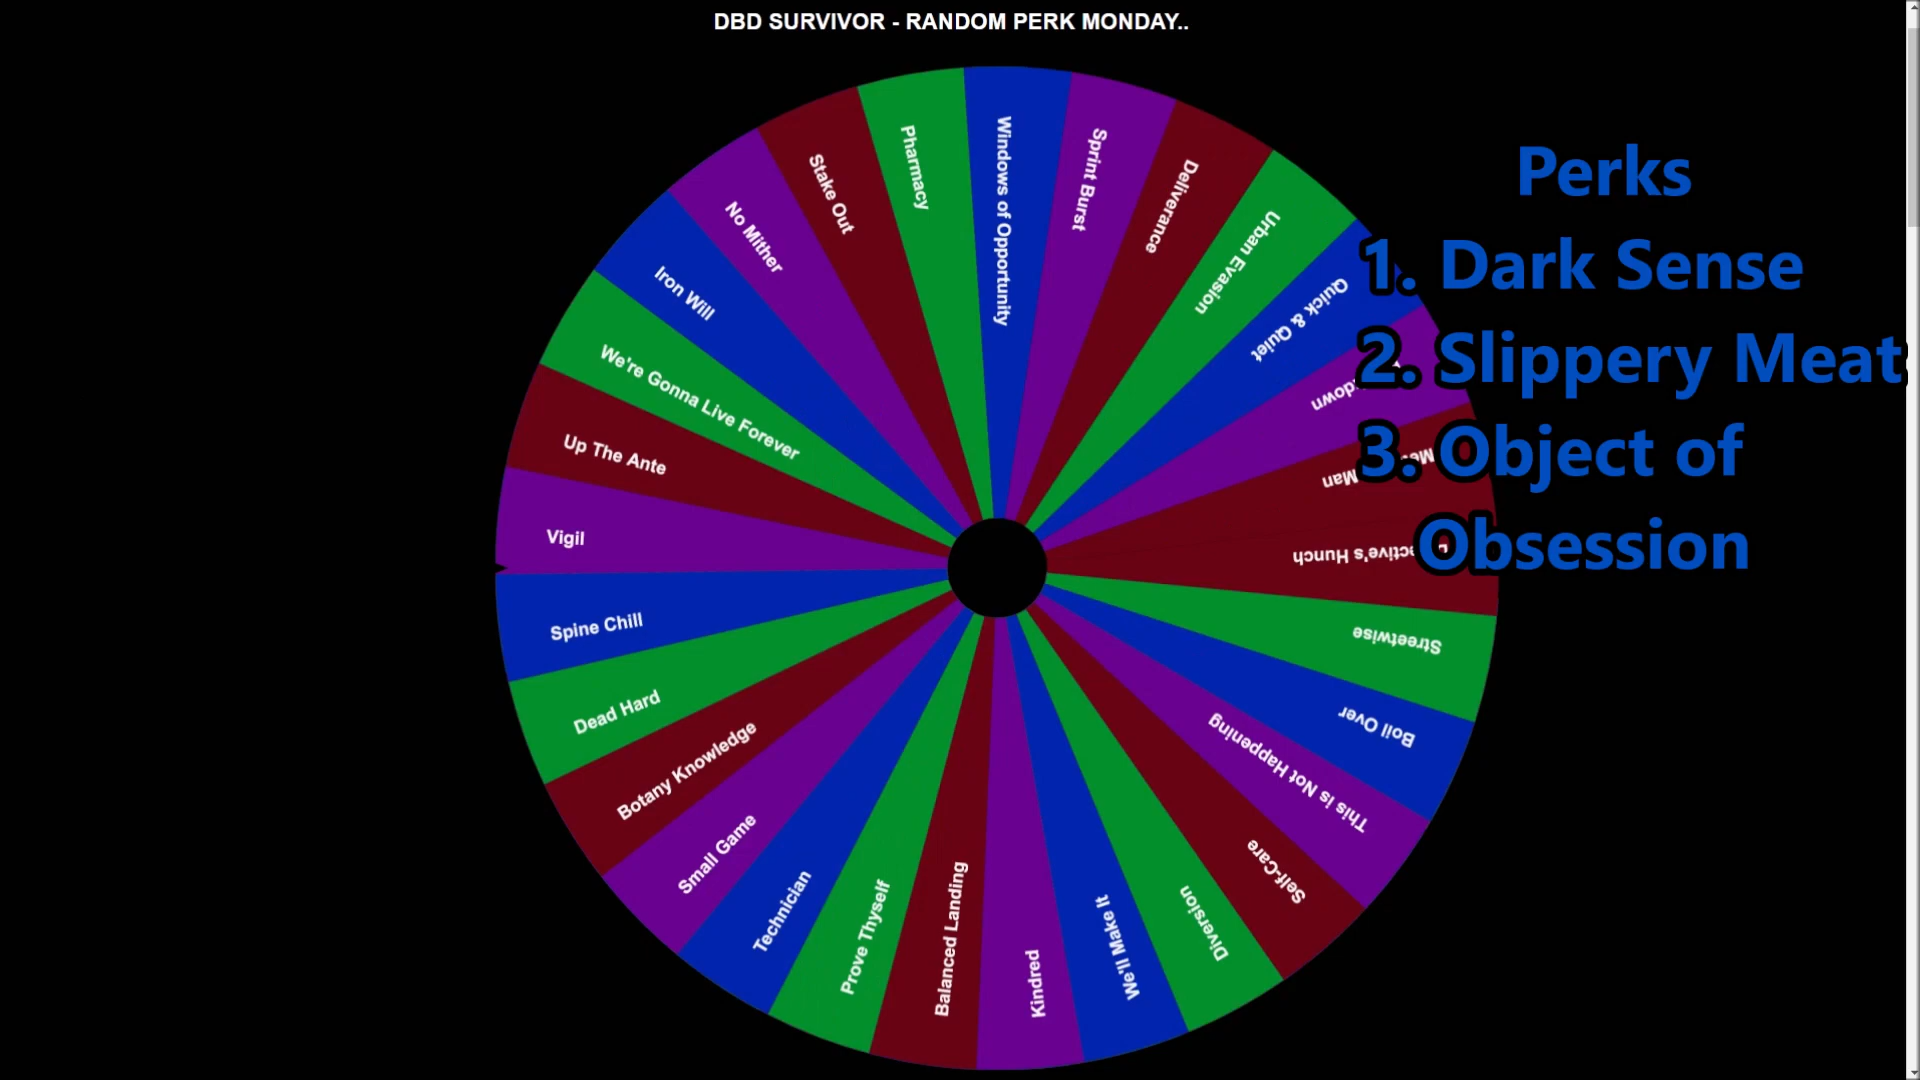 DBD SURVIVOR - RANDOM PERK MONDAY..
Windows of Opportunity
Sprint Burst
Deliverance
Urban Evasion
Quick & Quiet
Man
Hunch
Streetwise
Boil Over
This Is Not Happening
Self-Care
Diversion
We'll Make It
Kindred
Balanced Landing
Prove Thyself
Technician
Small Game
Botany Knowledge
Dead Hard
Spine Chill
Vigil
Up The Ante
We're Gonna Live Forever
Iron Will
No Mither
Stake Out
Pharmacy
Perks
1. Dark Sense
2. Slippery Meat
3. Object of
Obsession